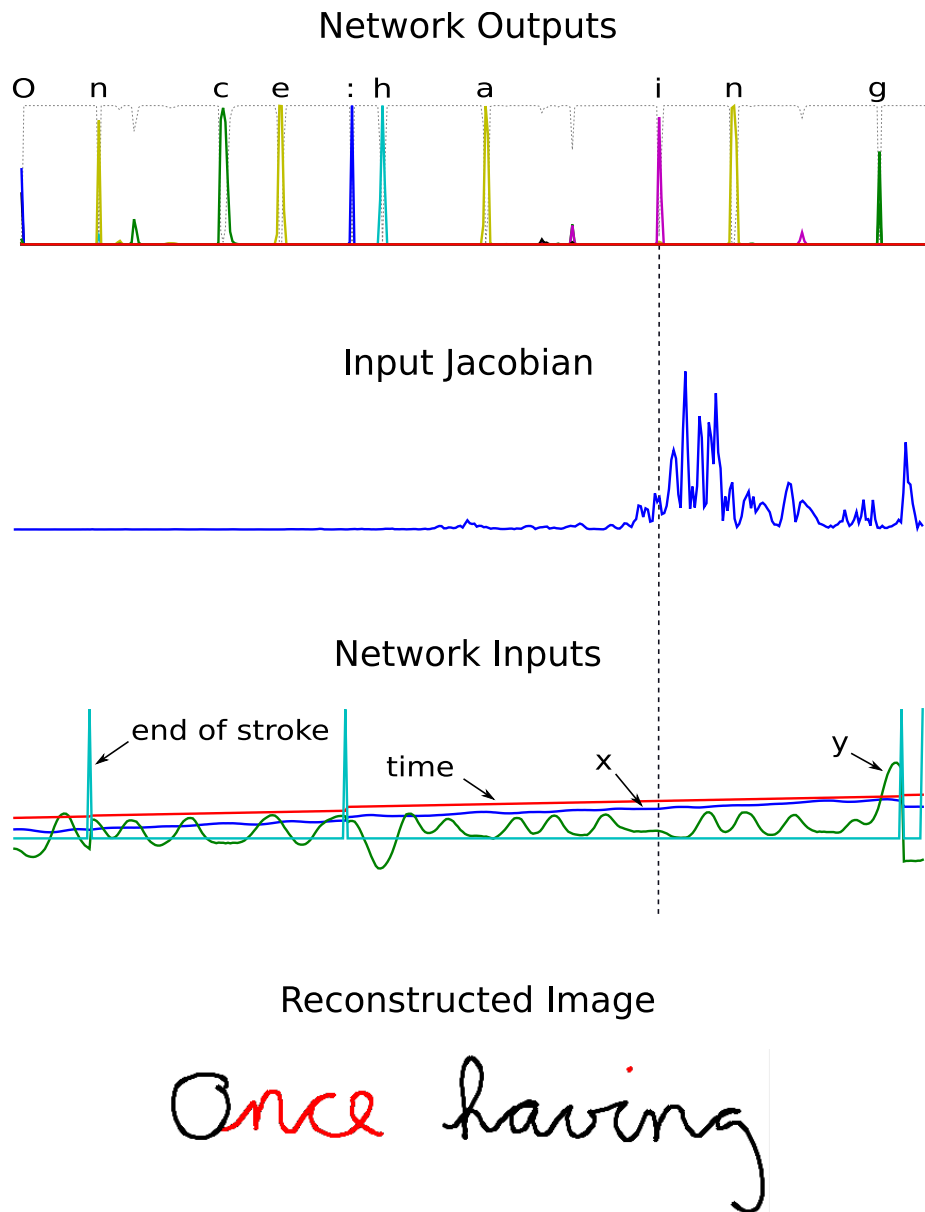 Network Outputs
O n c e : h a i n g
Input Jacobian
Network Inputs
end of stroke
time
x
y
Reconstructed Image
Once having